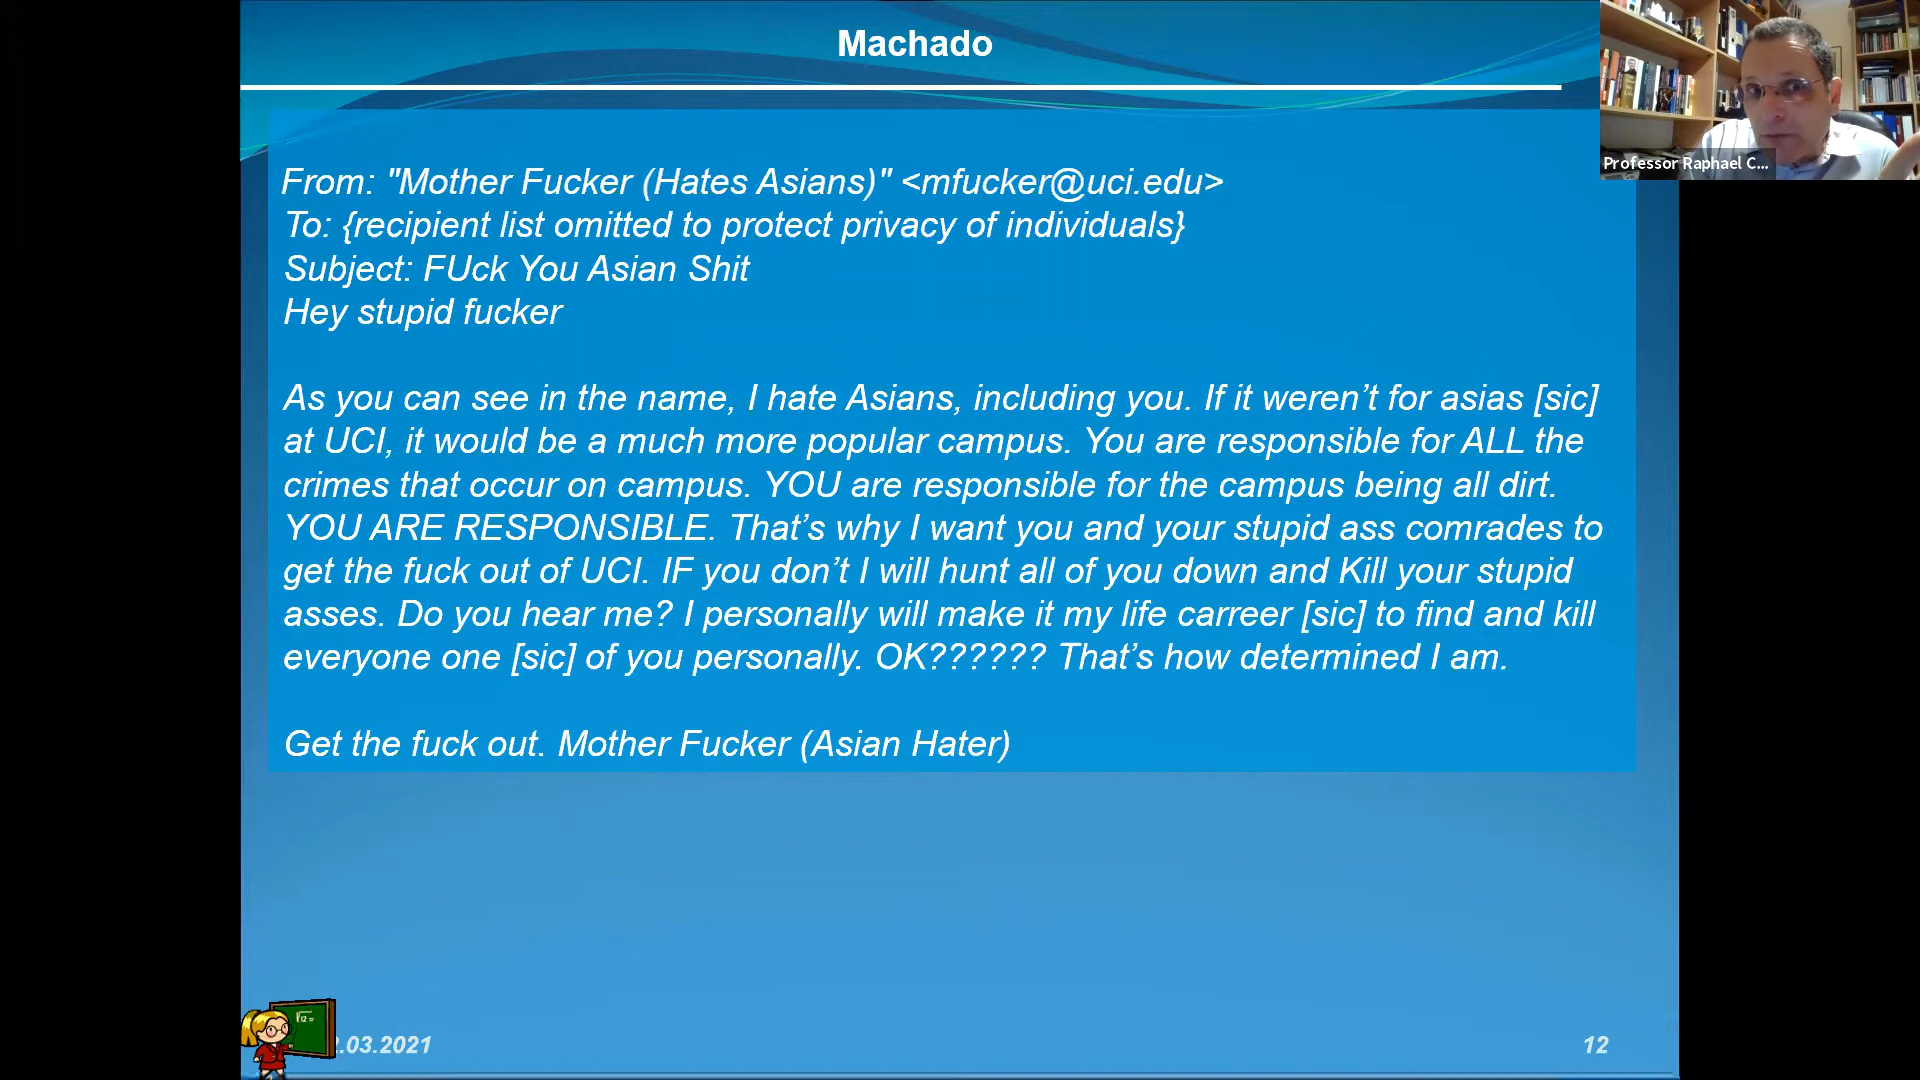 Machado
Professor Raphael C...
From: "Mother Fucker (Hates Asians)" <mfucker@uci.edu>
To: {recipient list omitted to protect privacy of individuals}
Subject: FUck You Asian Shit
Hey stupid fucker
As you can see in the name, I hate Asians, including you. If it weren’t for asias [sic]
at UCI, it would be a much more popular campus. You are responsible for ALL the
crimes that occur on campus. YOU are responsible for the campus being all dirt.
YOU ARE RESPONSIBLE. That’s why I want you and your stupid ass comrades to
get the fuck out of UCI. IF you don’t I will hunt all of you down and Kill your stupid
asses. Do you hear me? I personally will make it my life carreer [sic] to find and kill
everyone one [sic] of you personally. OK?????? That’s how determined I am.
Get the fuck out. Mother Fucker (Asian Hater)
.03.2021
12